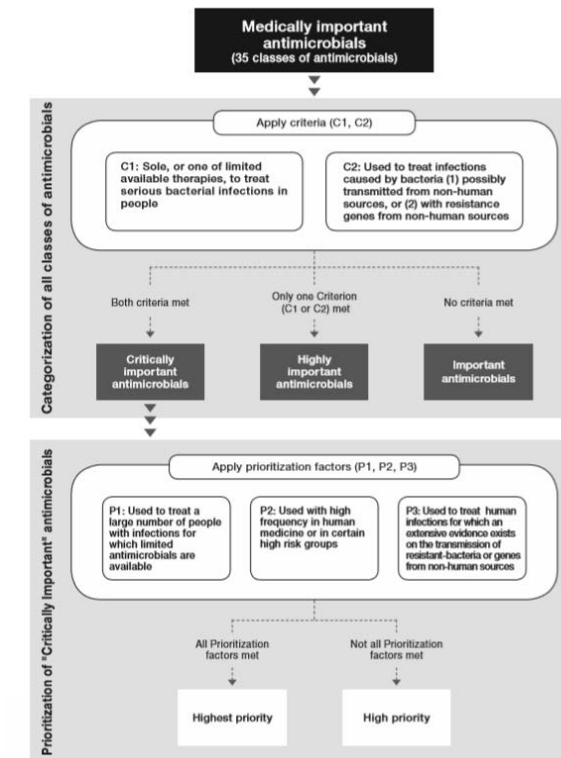 Medically important
antimicrobials
(35 classes of antimicrobials)
Categorization of all classes of antimicrobials
Apply criteria (C1, C2)
C1: Sole, or one of limited
available therapies, to treat
serious bacterial infections in
people
C2: Used to treat infections
caused by bacteria (1) possibly
transmitted from non-human
sources, or (2) with resistance
genes from non-human sources
Both criteria met
Only one Criterion
(C1 or C2) met
No criteria met
Critically
important
antimicrobials
Highly
important
antimicrobials
Important
antimicrobials
Prioritization of "Critically Important" antimicrobials
Apply prioritization factors (P1, P2, P3)
P1: Used to treat a
large number of people
with infections for
which limited
antimicrobials are
available
P2: Used with high
frequency in human
medicine or in certain
high risk groups
P3: Used to treat human
infections for which an
extensive evidence exists
on the transmission of
resistant-bacteria or genes
from non-human sources
All Prioritization
factors met
Not all Prioritization
factors met
Highest priority
High priority